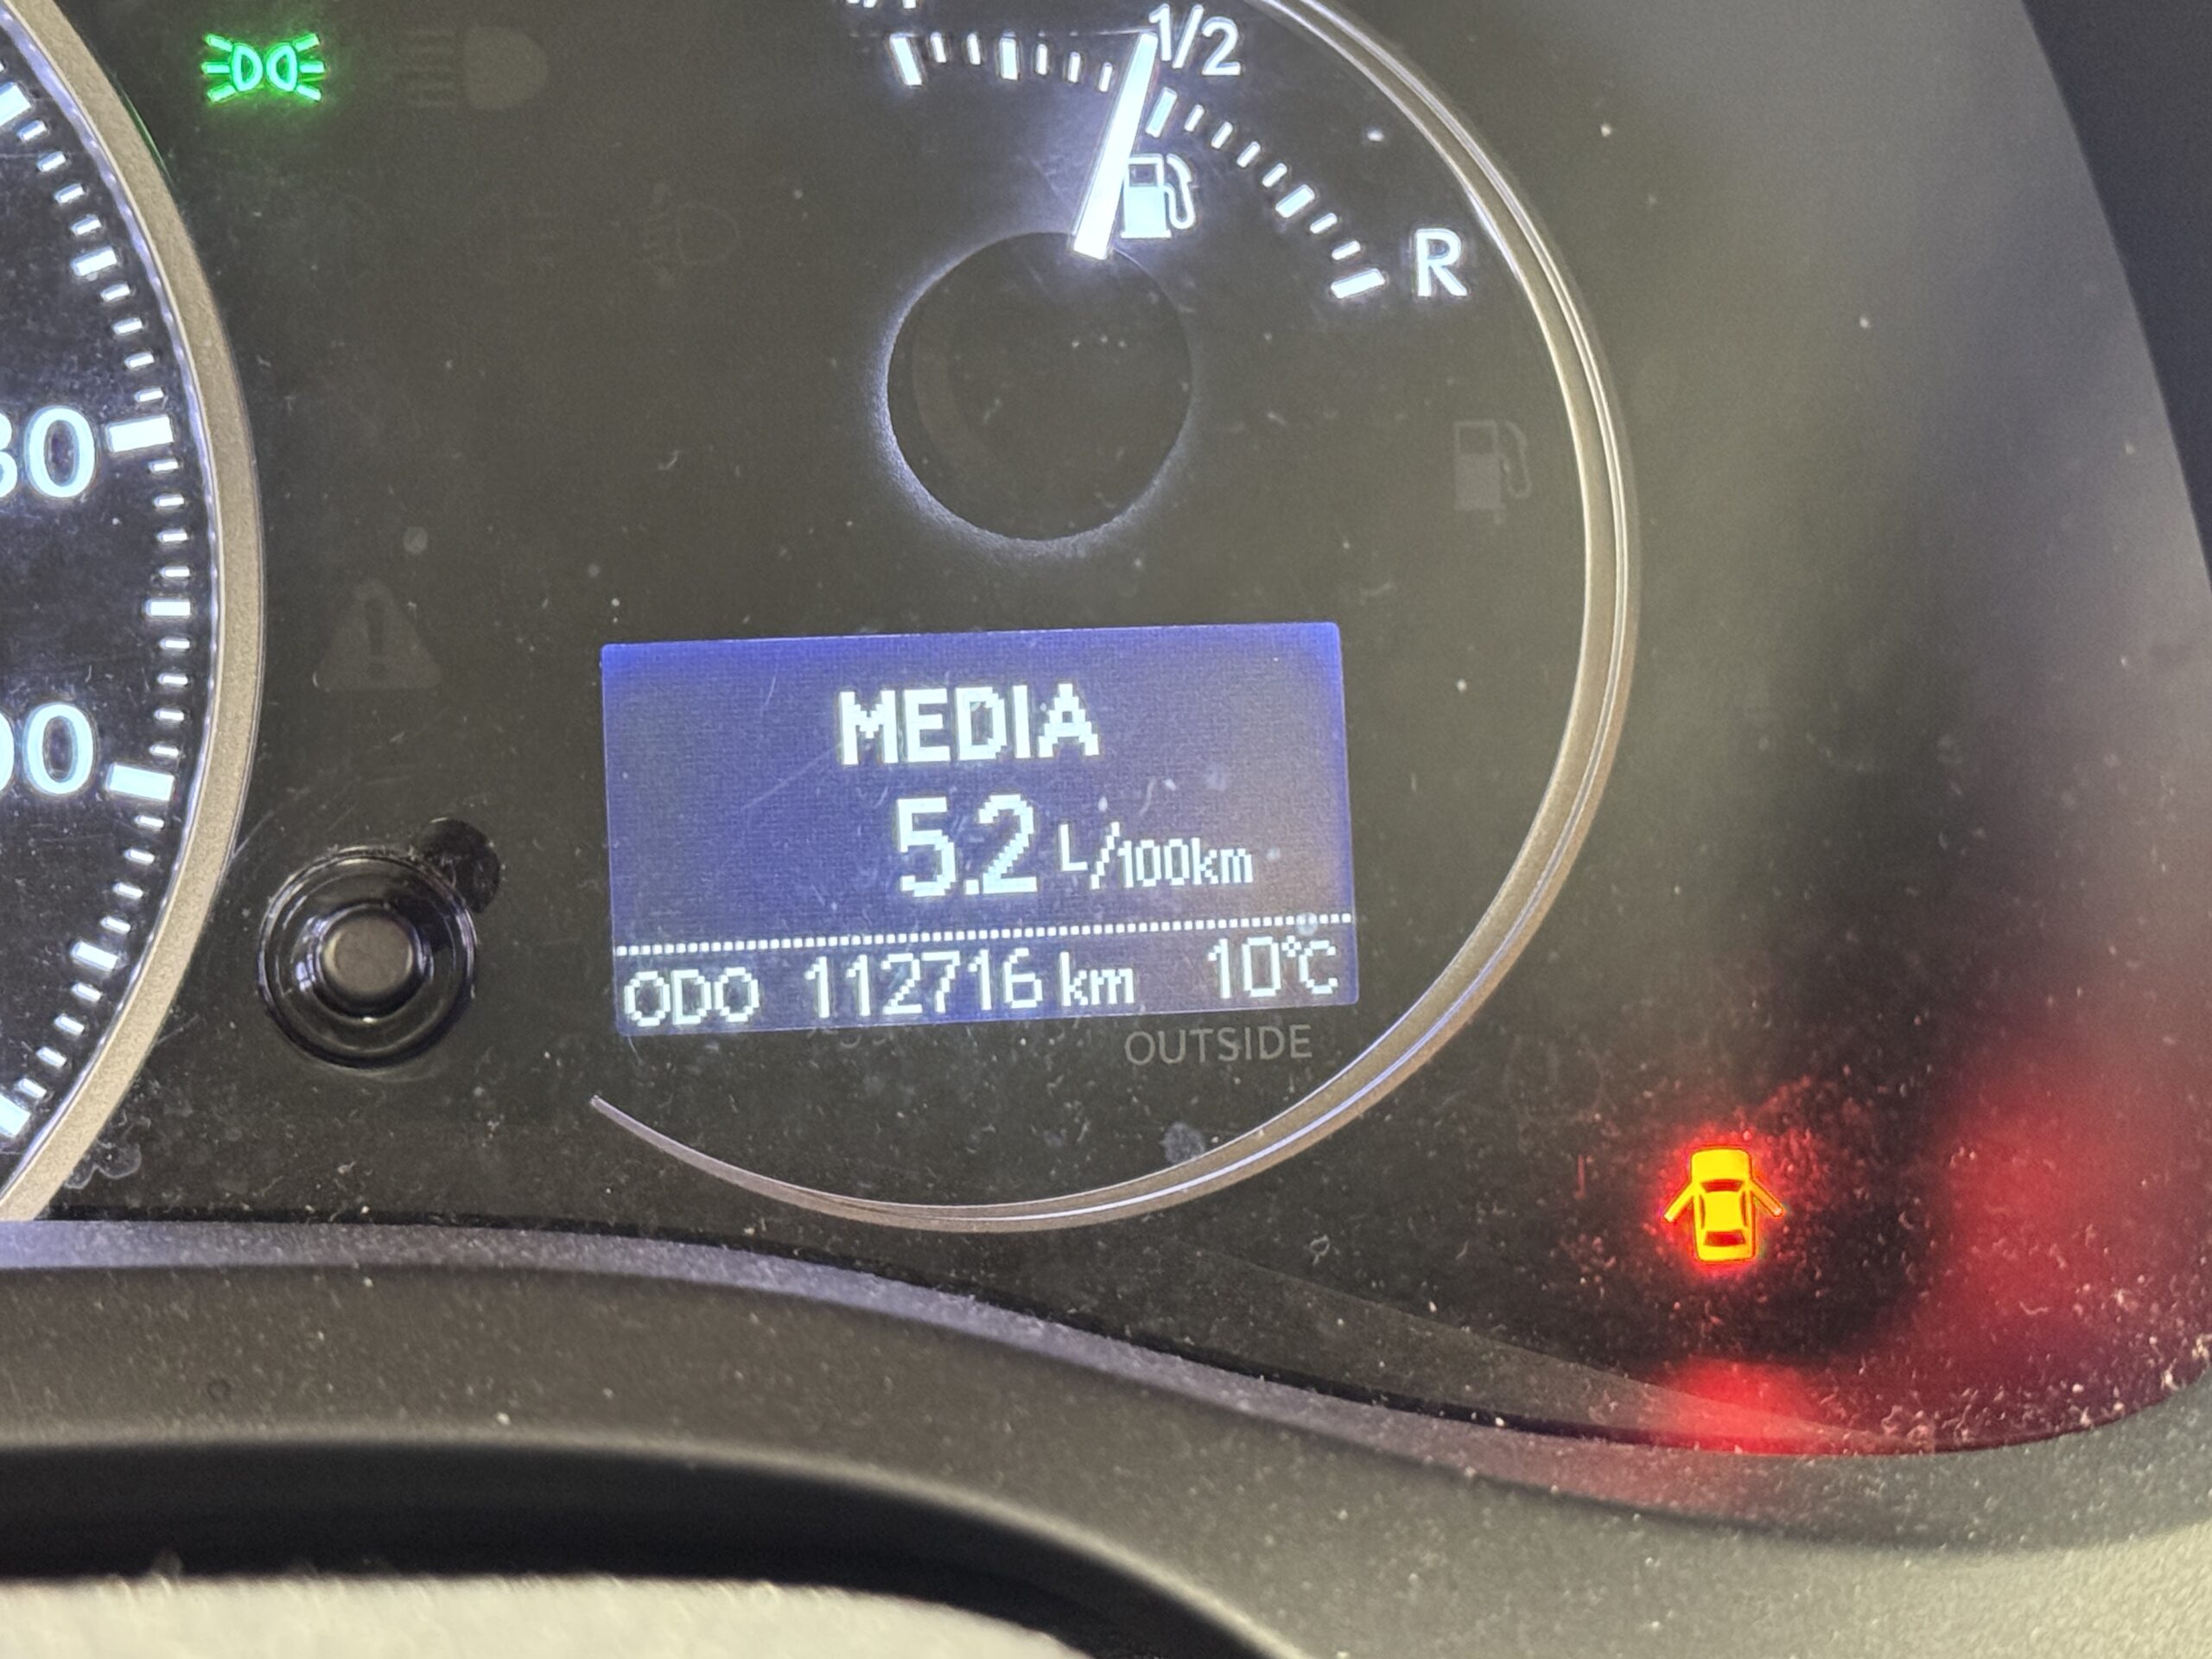 1/2
R
MEDIA
5.2 L/100km
ODO 112716 km 10°C
OUTSIDE